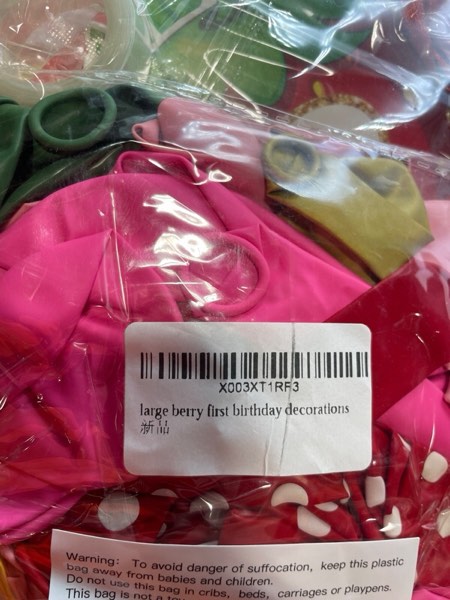 X003XT1RF3
large berry first birthday decorations
新品
Warning: To avoid danger of suffocation, keep this plastic
bag away from babies and children.
Do not use this bag in cribs, beds, carriages or playpens.
This bag is not a